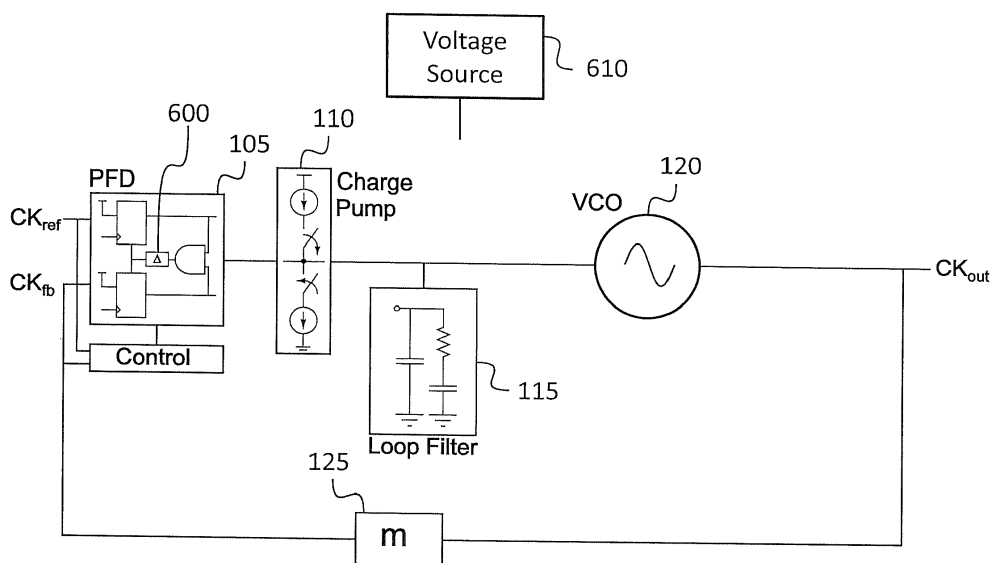 Voltage
Source
610
600
105
110
120
PFD
Charge
Pump
VCO
CKref
CKfb
Δ
CKout
Control
115
Loop Filter
125
m